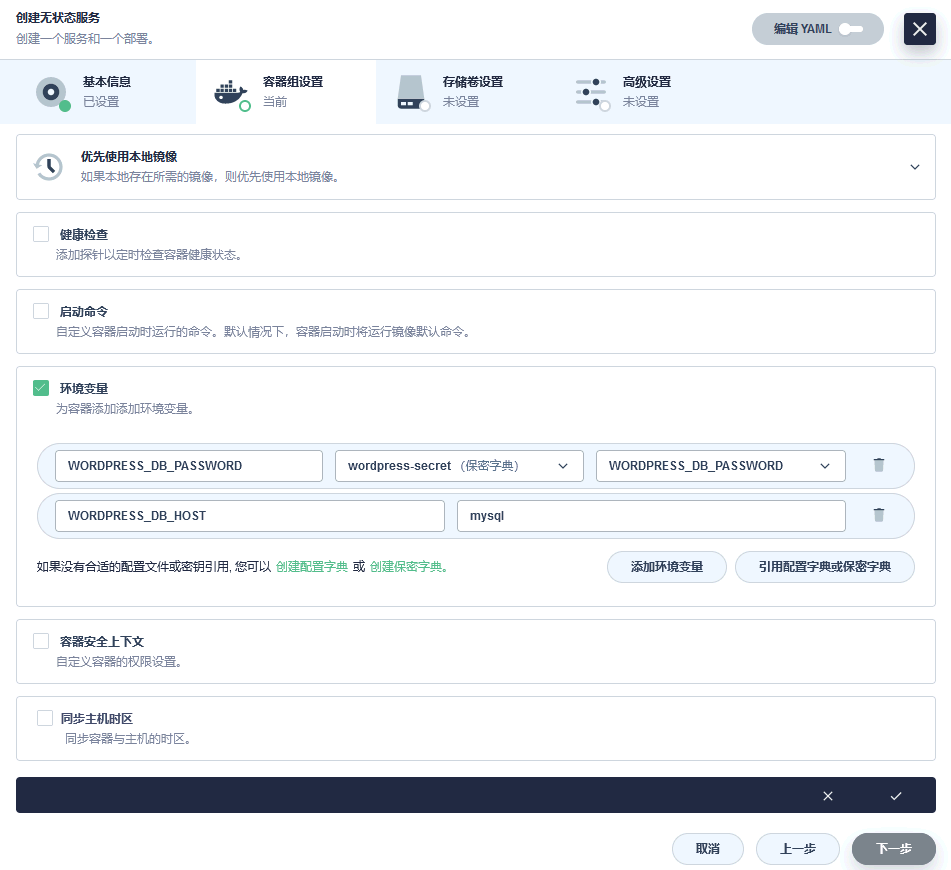 创建无状态服务
创建一个服务和一个部署。
编辑 YAML
基本信息
已设置
容器组设置
当前
存储卷设置
未设置
高级设置
未设置
优先使用本地镜像
如果本地存在所需的镜像，则优先使用本地镜像。
健康检查
添加探针以定时检查容器健康状态。
启动命令
自定义容器启动时运行的命令。默认情况下，容器启动时将运行镜像默认命令。
环境变量
为容器添加添加环境变量。
WORDPRESS_DB_PASSWORD wordpress-secret （保密字典） WORDPRESS_DB_PASSWORD
WORDPRESS_DB_HOST mysql
如果没有合适的配置文件或密钥引用, 您可以 创建配置字典 或 创建保密字典。 添加环境变量 引用配置字典或保密字典
容器安全上下文
自定义容器的权限设置。
同步主机时区
同步容器与主机的时区。
取消 上一步 下一步